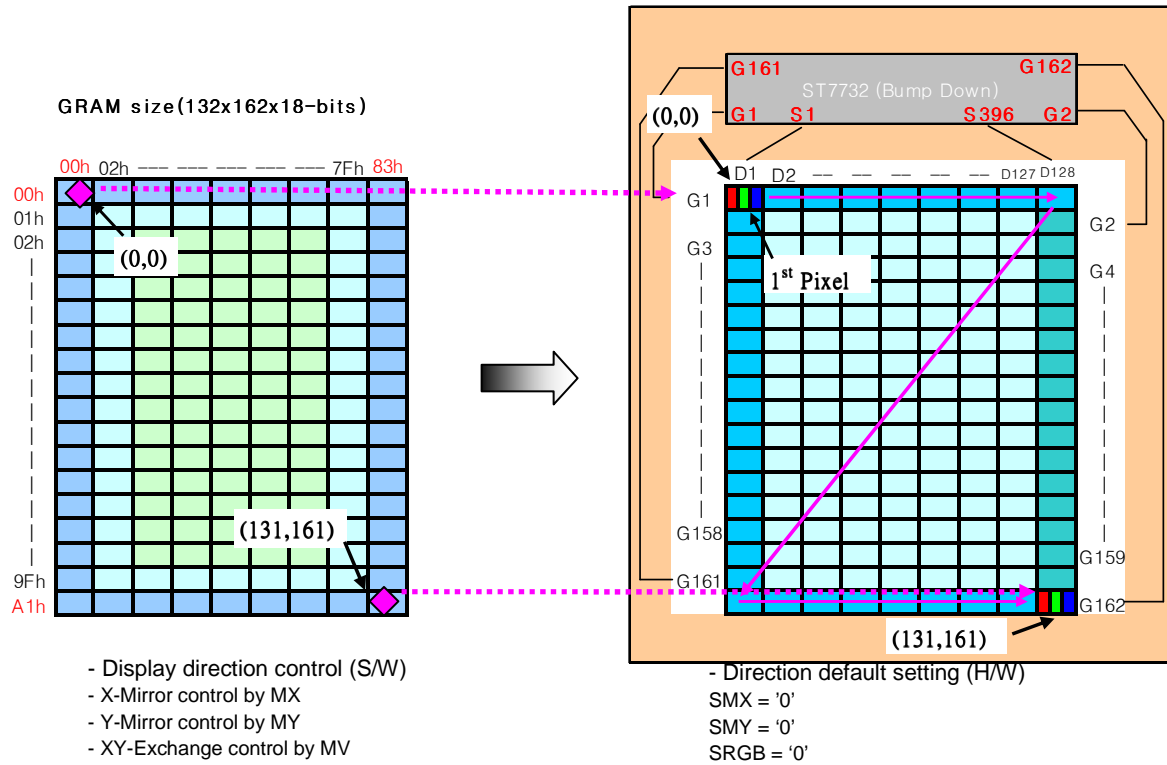 GRAM size(132x162x18-bits)
00h 02h --- --- --- --- --- 7Fh 83h
00h
01h
02h
9Fh
A1h
(0,0)
(131,161)
- Display direction control (S/W)
- X-Mirror control by MX
- Y-Mirror control by MY
- XY-Exchange control by MV
G161 G162
ST7732 (Bump Down)
G1 S1 S396 G2
(0,0)
D1 D2 -- -- -- -- -- D127 D128
G1
G3
G158
G161
G2
G4
G159
G162
1st Pixel
(131,161)
- Direction default setting (H/W)
SMX = '0'
SMY = '0'
SRGB = '0'